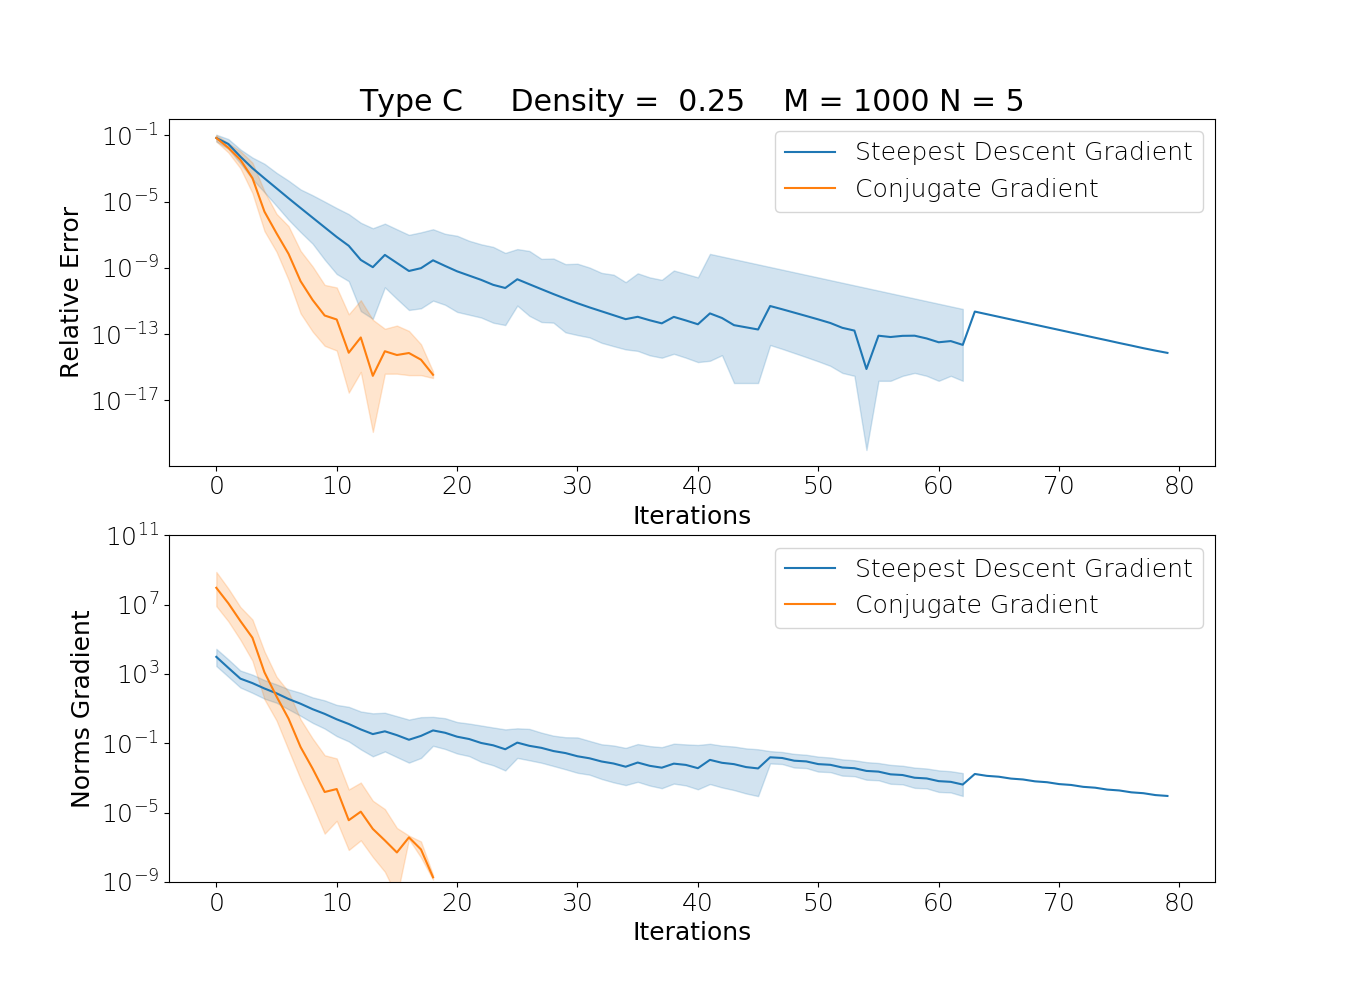 Type C Density = 0.25 M = 1000 N = 5
Relative Error
10^{-1}
10^{-5}
10^{-9}
10^{-13}
10^{-17}
Steepest Descent Gradient
Conjugate Gradient
0 10 20 30 40 50 60 70 80
Iterations
Norms Gradient
10^{11}
10^{7}
10^{3}
10^{-1}
10^{-5}
10^{-9}
Steepest Descent Gradient
Conjugate Gradient
0 10 20 30 40 50 60 70 80
Iterations